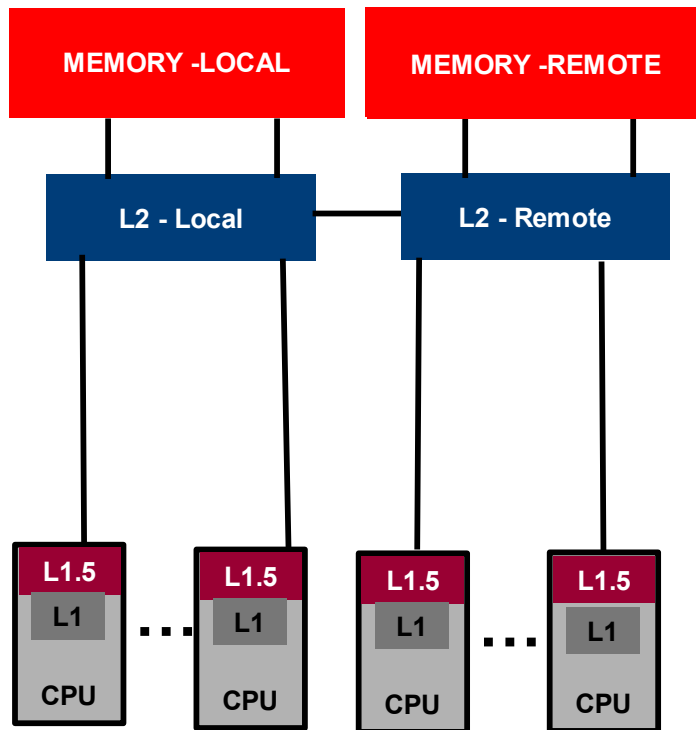 MEMORY -LOCAL
MEMORY -REMOTE
L2 - Local
L2 - Remote
L1.5
L1.5
L1.5
L1.5
L1
L1
L1
L1
CPU
CPU
CPU
CPU